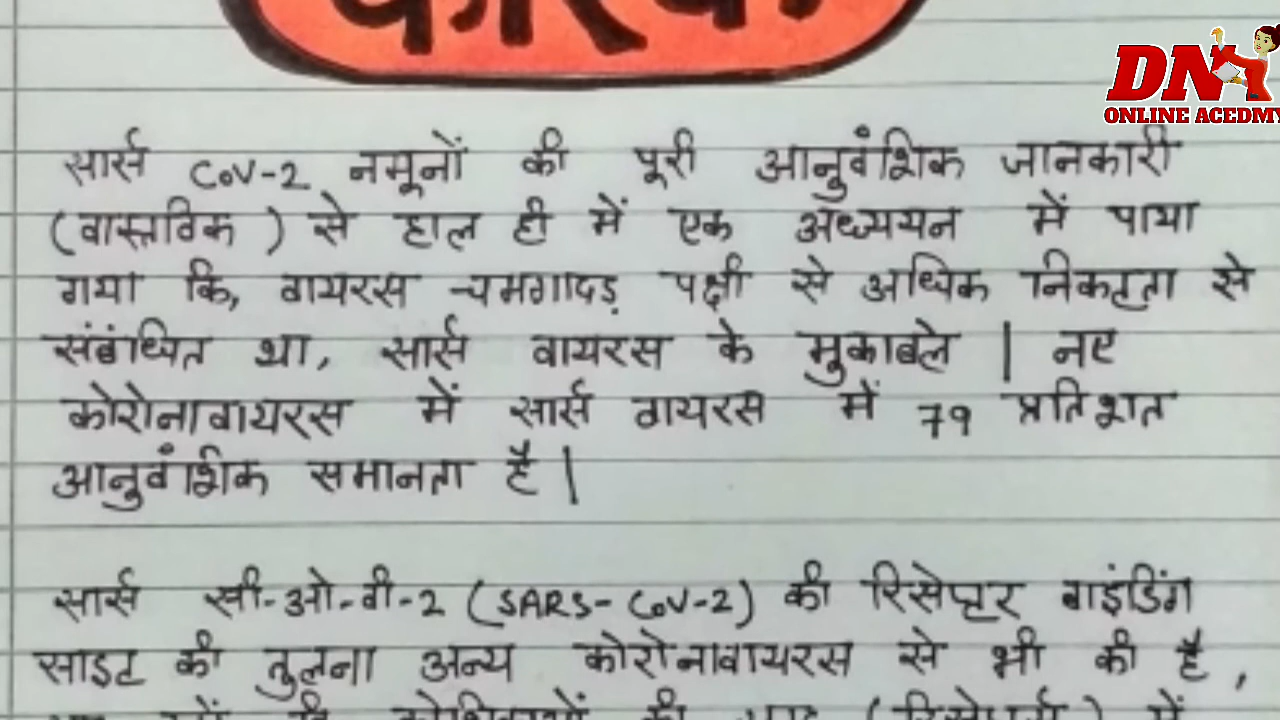 DN
ONLINE ACEDMY
सार्स CoV-2 नमूनों की पूरी आनुवंशिक जानकारी
(वास्तविक ) से हाल ही में एक अध्ययन में पाया
गया कि, वायरस चमगादड़ पक्षी से अधिक निकटता से
संबंधित था, सार्स वायरस के मुकाबले | नए
कोरोनावायरस में सार्स वायरस में 79 प्रतिशत
आनुवंशिक समानता है |
सार्स सी-ओ-वी-2 (SARS-CoV-2) की रिसेप्टर बाइंडिंग
साइट की तुलना अन्य कोरोनावायरस से भी की है,